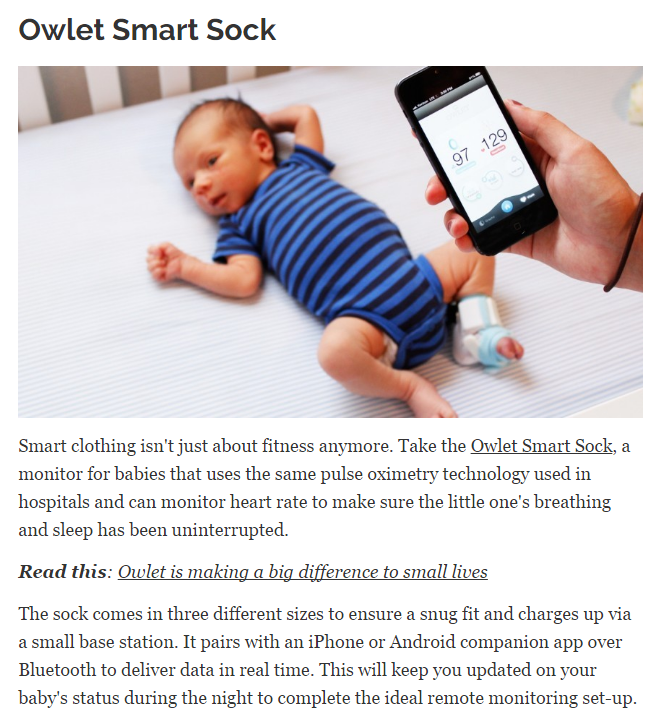 Owlet Smart Sock
97
129
Smart clothing isn't just about fitness anymore. Take the Owlet Smart Sock, a
monitor for babies that uses the same pulse oximetry technology used in
hospitals and can monitor heart rate to make sure the little one's breathing
and sleep has been uninterrupted.
Read this: Owlet is making a big difference to small lives
The sock comes in three different sizes to ensure a snug fit and charges up via
a small base station. It pairs with an iPhone or Android companion app over
Bluetooth to deliver data in real time. This will keep you updated on your
baby's status during the night to complete the ideal remote monitoring set-up.